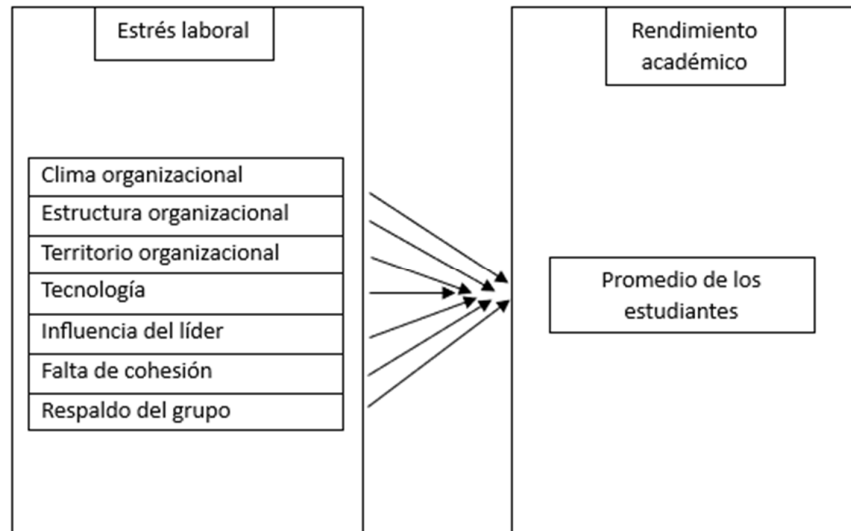 Estrés laboral
Clima organizacional
Estructura organizacional
Territorio organizacional
Tecnología
Influencia del líder
Falta de cohesión
Respaldo del grupo
Rendimiento
académico
Promedio de los
estudiantes